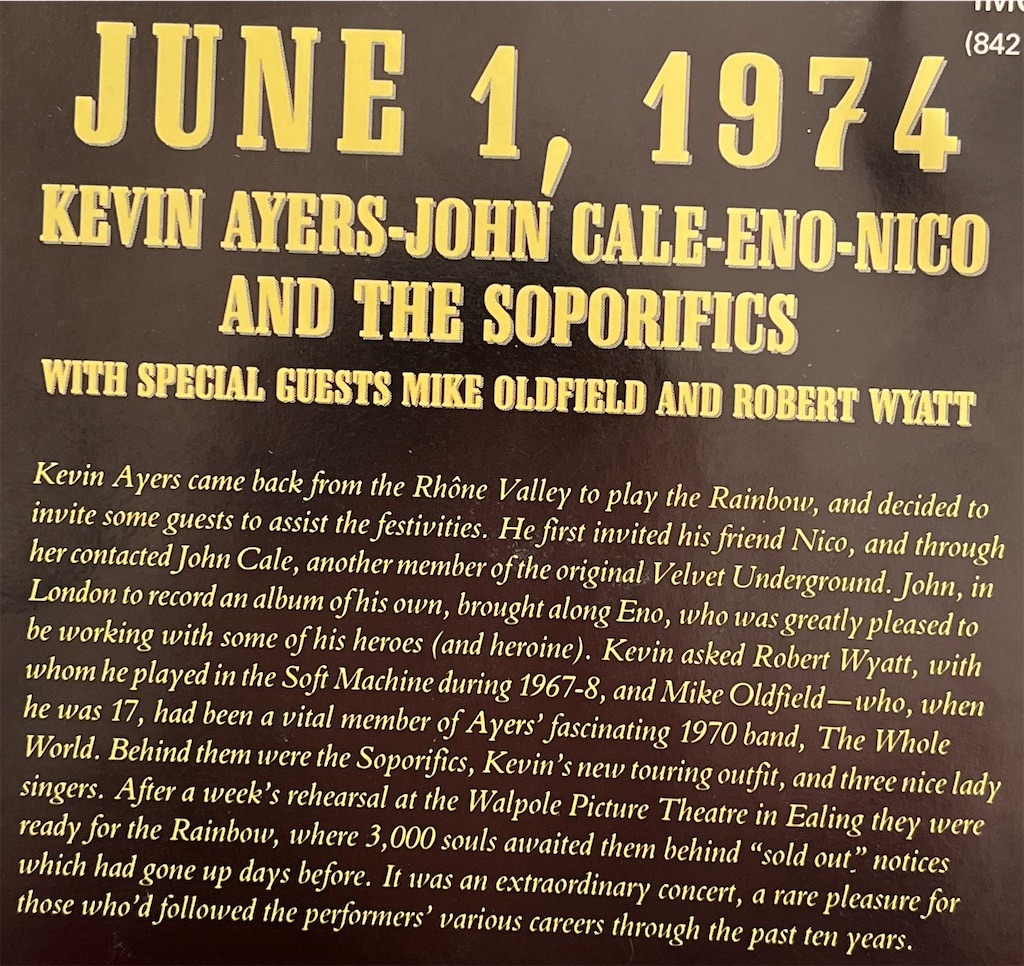 (842
JUNE 1, 1974
KEVIN AYERS-JOHN CALE-ENO-NICO
AND THE SOPORIFICS
WITH SPECIAL GUESTS MIKE OLDFIELD AND ROBERT WYATT
Kevin Ayers came back from the Rhône Valley to play the Rainbow, and decided to
invite some guests to assist the festivities. He first invited his friend Nico, and through
her contacted John Cale, another member of the original Velvet Underground. John, in
London to record an album of his own, brought along Eno, who was greatly pleased to
be working with some of his heroes (and heroine). Kevin asked Robert Wyatt, with
whom he played in the Soft Machine during 1967-8, and Mike Oldfield—who, when
he was 17, had been a vital member of Ayers' fascinating 1970 band, The Whole
World. Behind them were the Soporifics, Kevin's new touring outfit, and three nice lady
singers. After a week's rehearsal at the Walpole Picture Theatre in Ealing they were
ready for the Rainbow, where 3,000 souls awaited them behind “sold out,” notices
which had gone up days before. It was an extraordinary concert, a rare pleasure for
those who'd followed the performers' various careers through the past ten years.